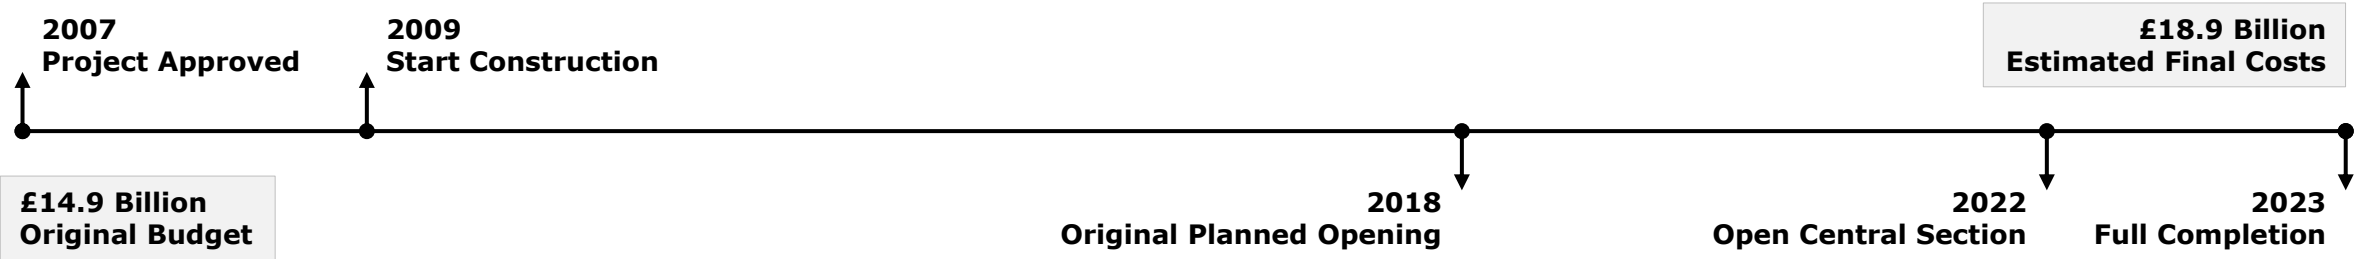 2007
Project Approved
2009
Start Construction
£18.9 Billion
Estimated Final Costs
£14.9 Billion
Original Budget
2018
Original Planned Opening
2022
Open Central Section
2023
Full Completion